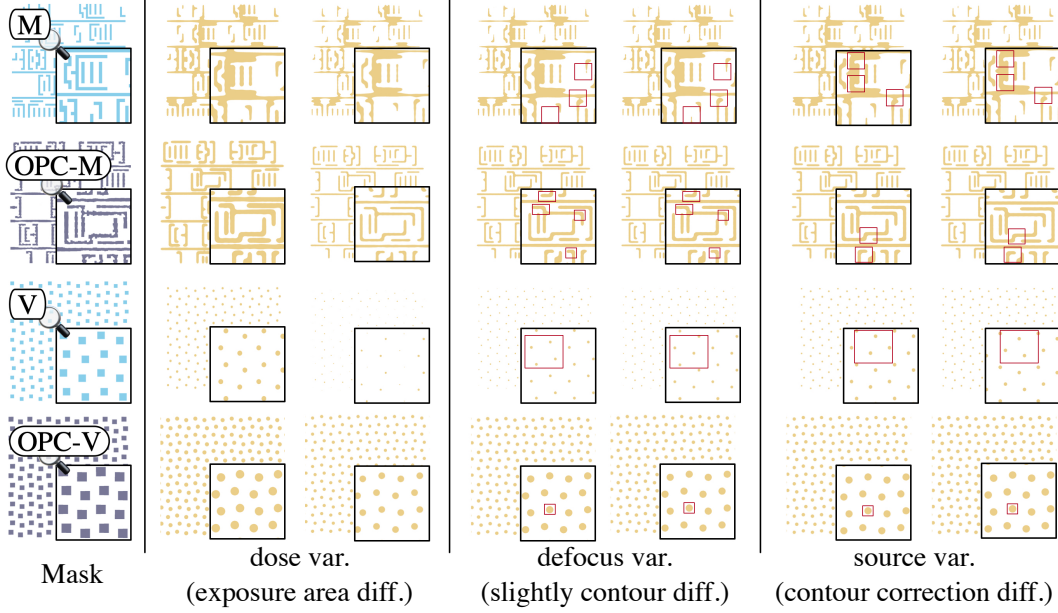 M
OPC-M
V
OPC-V
Mask
dose var.
(exposure area diff.)
defocus var.
(slightly contour diff.)
source var.
(contour correction diff.)